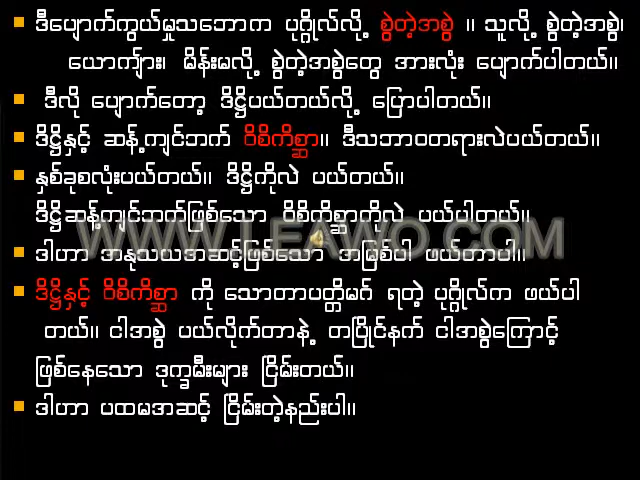 ဒီပျောက်ကွယ်မှုသဘောက ပုဂ္ဂိုလ်လို့ စွဲတဲ့အစွဲ ။ သူလို့ စွဲတဲ့အစွဲ၊
ယောက်ျား၊ မိန်းမလို့ စွဲတဲ့အစွဲတွေ အားလုံး ပျောက်ပါတယ်။
ဒီလို ပျောက်တော့ ဒိဋ္ဌိပယ်တယ်လို့ ပြောပါတယ်။
ဒိဋ္ဌိနှင့် ဆန့်ကျင်ဘက် ဝိစိကိစ္ဆာ။ ဒီသဘာဝတရားလဲပယ်တယ်။
နှစ်ခုစလုံးပယ်တယ်။ ဒိဋ္ဌိကိုလဲ ပယ်တယ်။
ဒိဋ္ဌိဆန့်ကျင်ဘက်ဖြစ်သော ဝိစိကိစ္ဆာကိုလဲ ပယ်ပါတယ်။
WWW.LEAWO.COM
ဒါဟာ အနုသယအဆင့်ဖြစ်သော အမြစ်ပါ ဖယ်တာပါ။
ဒိဋ္ဌိနှင့် ဝိစိကိစ္ဆာ ကို သောတာပတ္တိမဂ် ရတဲ့ ပုဂ္ဂိုလ်က ဖယ်ပါ
တယ်။ ငါအစွဲ ပယ်လိုက်တာနဲ့ တပြိုင်နက် ငါအစွဲကြောင့်
ဖြစ်နေသော ဒုက္ခမီးများ ငြိမ်းတယ်။
ဒါဟာ ပထမအဆင့် ငြိမ်းတဲ့နည်းပါ။